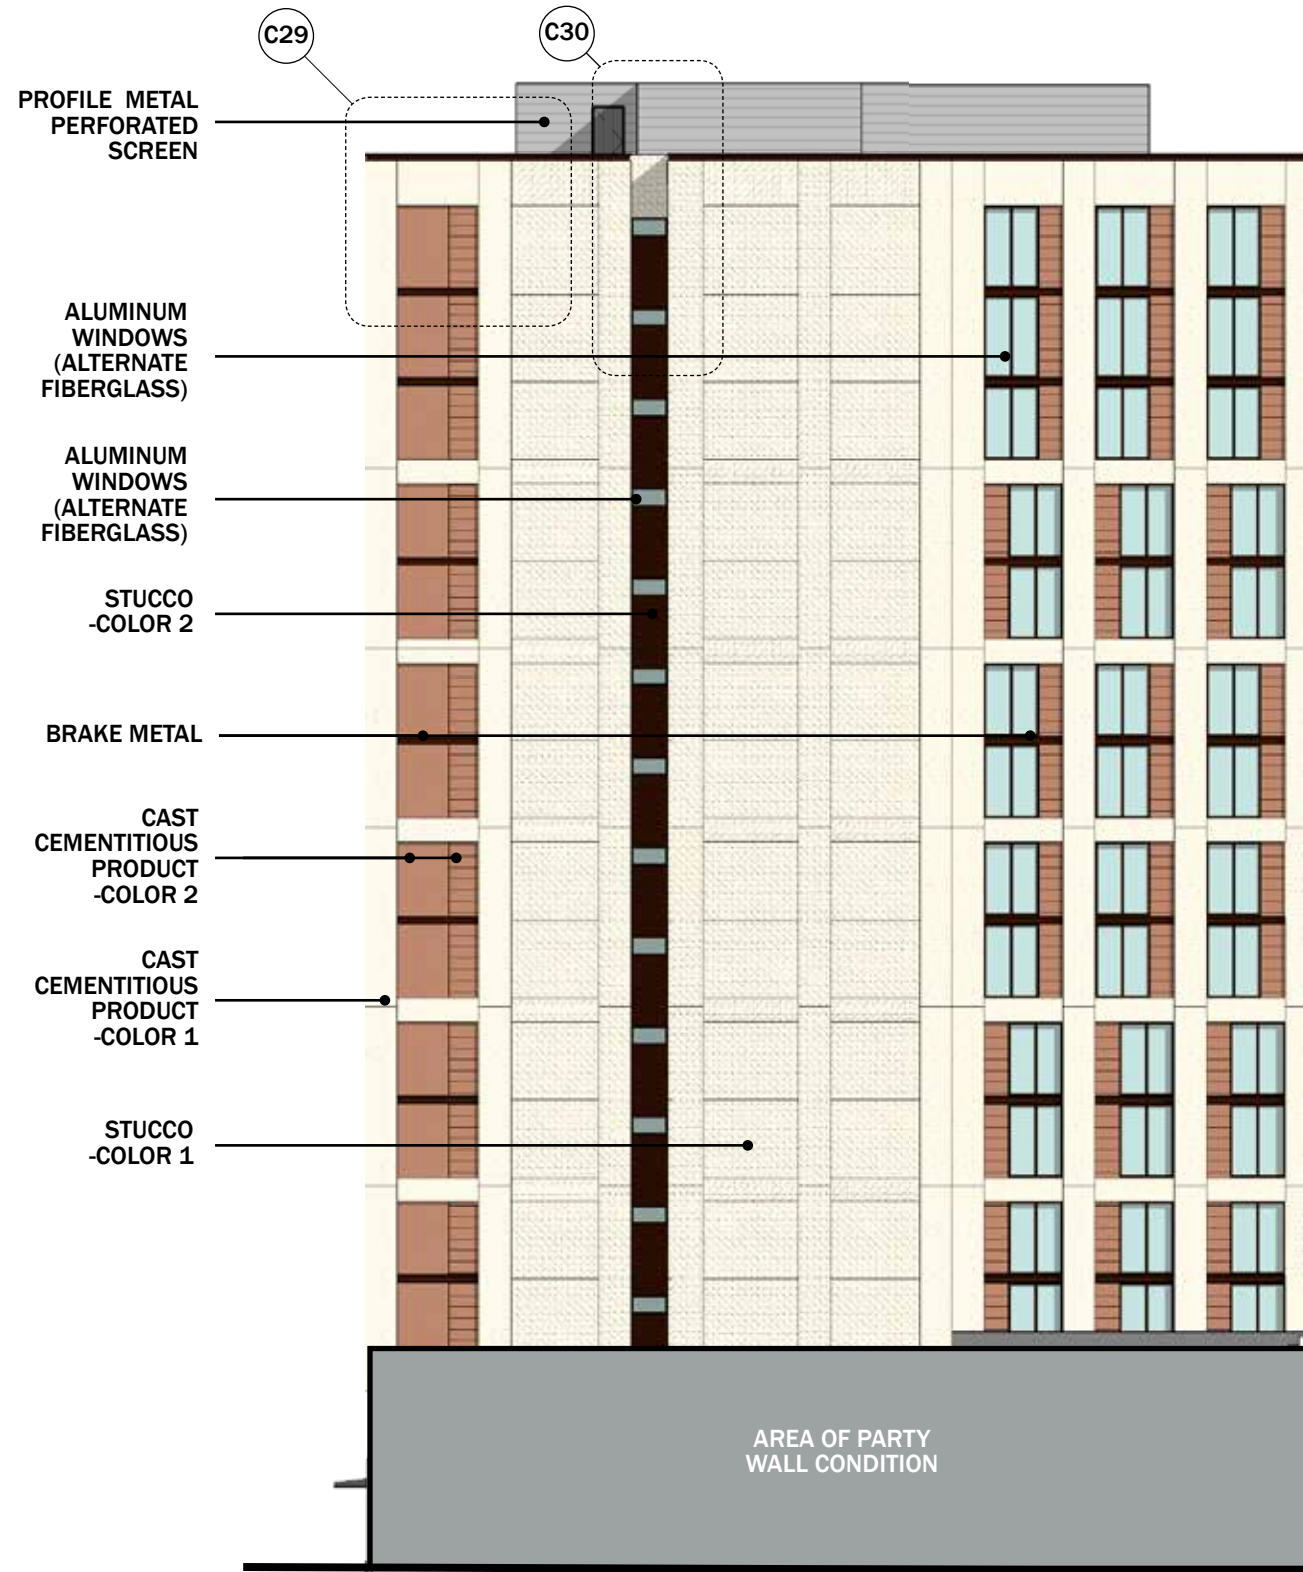 C29
C30
PROFILE METAL
PERFORATED
SCREEN
ALUMINUM
WINDOWS
(ALTERNATE
FIBERGLASS)
ALUMINUM
WINDOWS
(ALTERNATE
FIBERGLASS)
STUCCO
-COLOR 2
BRAKE METAL
CAST
CEMENTITIOUS
PRODUCT
-COLOR 2
CAST
CEMENTITIOUS
PRODUCT
-COLOR 1
STUCCO
-COLOR 1
AREA OF PARTY
WALL CONDITION